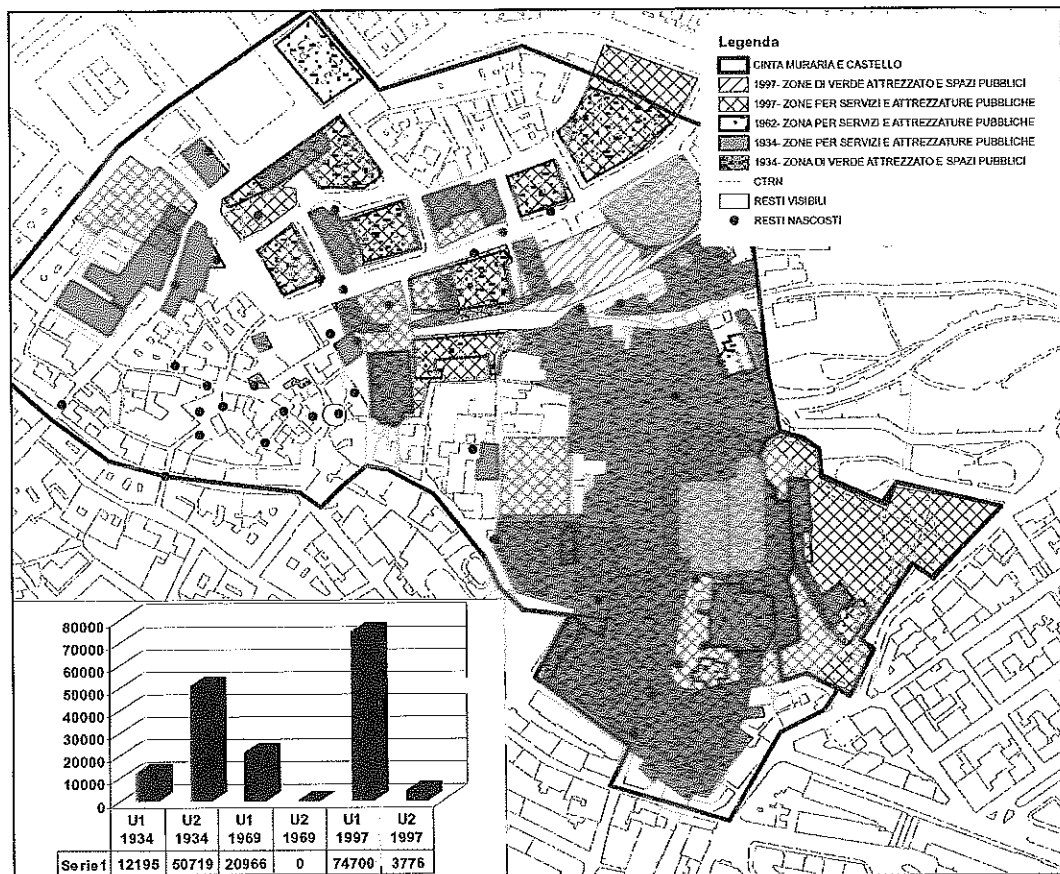 Legenda
CINTA MURARIA E CASTELLO
1997- ZONE DI VERDE ATTREZZATO E SPAZI PUBBLICI
1997- ZONE PER SERVIZI E ATTREZZATURE PUBBLICHE
1962- ZONA PER SERVIZI E ATTREZZATURE PUBBLICHE
1934- ZONE PER SERVIZI E ATTREZZATURE PUBBLICHE
1934- ZONA DI VERDE ATTREZZATO E SPAZI PUBBLICI
CTRN
RESTI VISIBILI
RESTI NASCOSTI
80000
70000
60000
50000
40000
30000
20000
10000
0
U1 U2 U1 U2 U1 U2
1934 1934 1969 1969 1997 1997
Serie1 12195 50719 20966 0 74700 3776